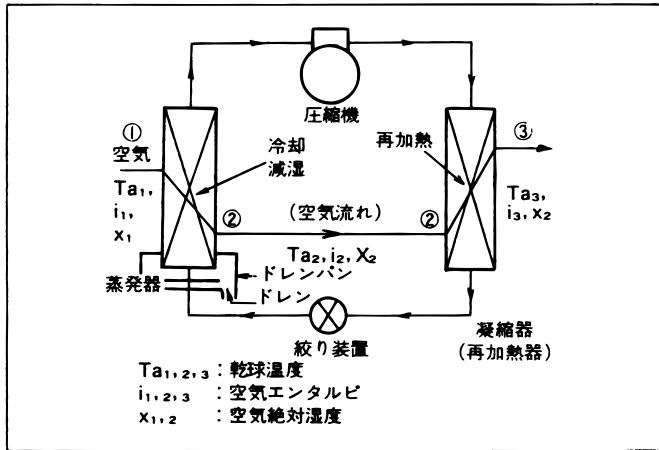 圧縮機
①
空気
Ta₁,
i₁,
x₁
冷却
減湿
再加熱
③
Ta₃,
i₃, x₂
②
(空気流れ)
②
Ta₂, i₂, X₂
ドレンパン
蒸発器
ドレン
絞り装置
凝縮器
(再加熱器)
Ta₁,₂,₃:乾球温度
i₁,₂,₃:空気エンタルピ
x₁,₂:空気絶対湿度